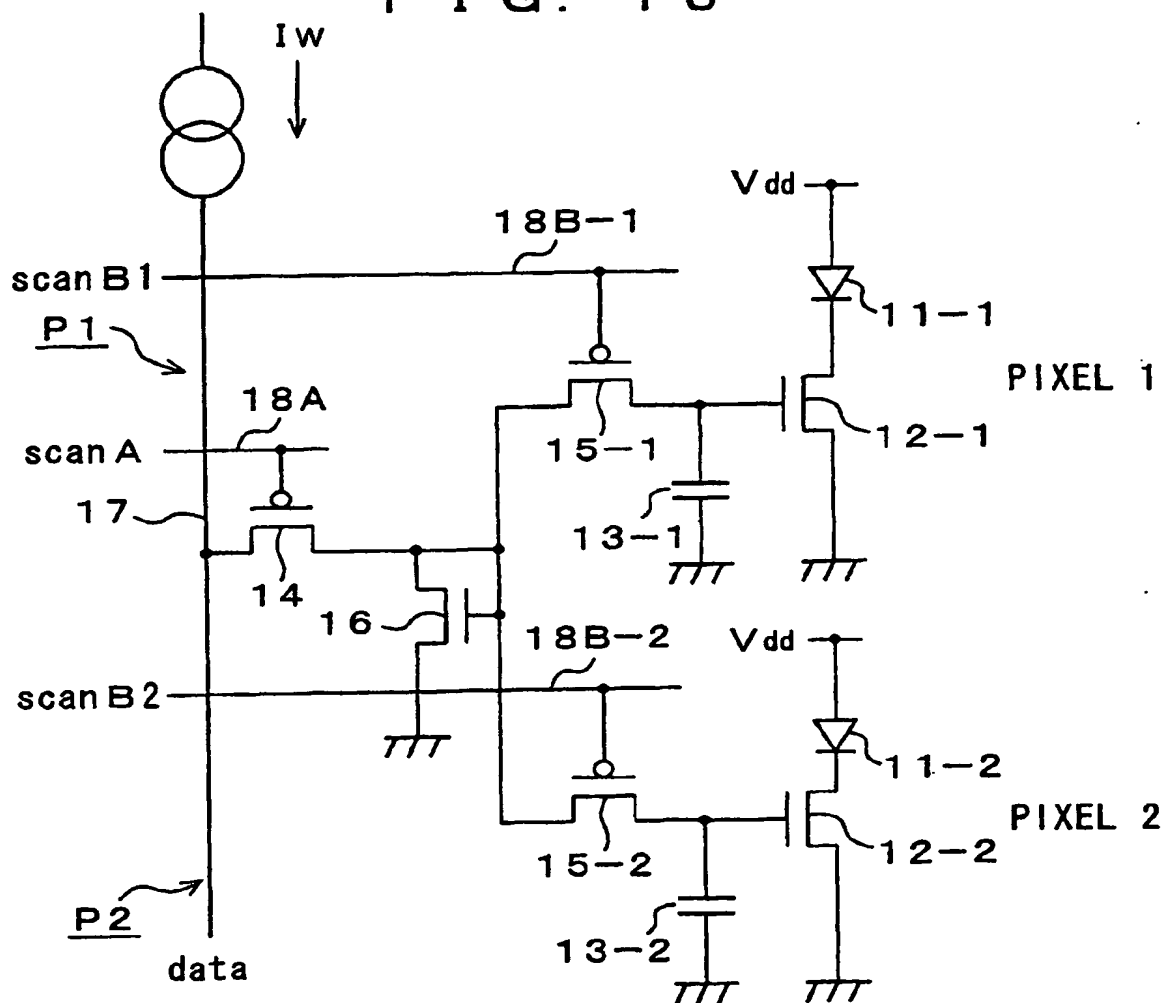 Iw
Vdd
18B-1
scan B1
11-1
P1
PIXEL 1
18A
12-1
15-1
scan A
17
13-1
14
16
18B-2
Vdd
scan B2
11-2
PIXEL 2
12-2
15-2
P2
13-2
data